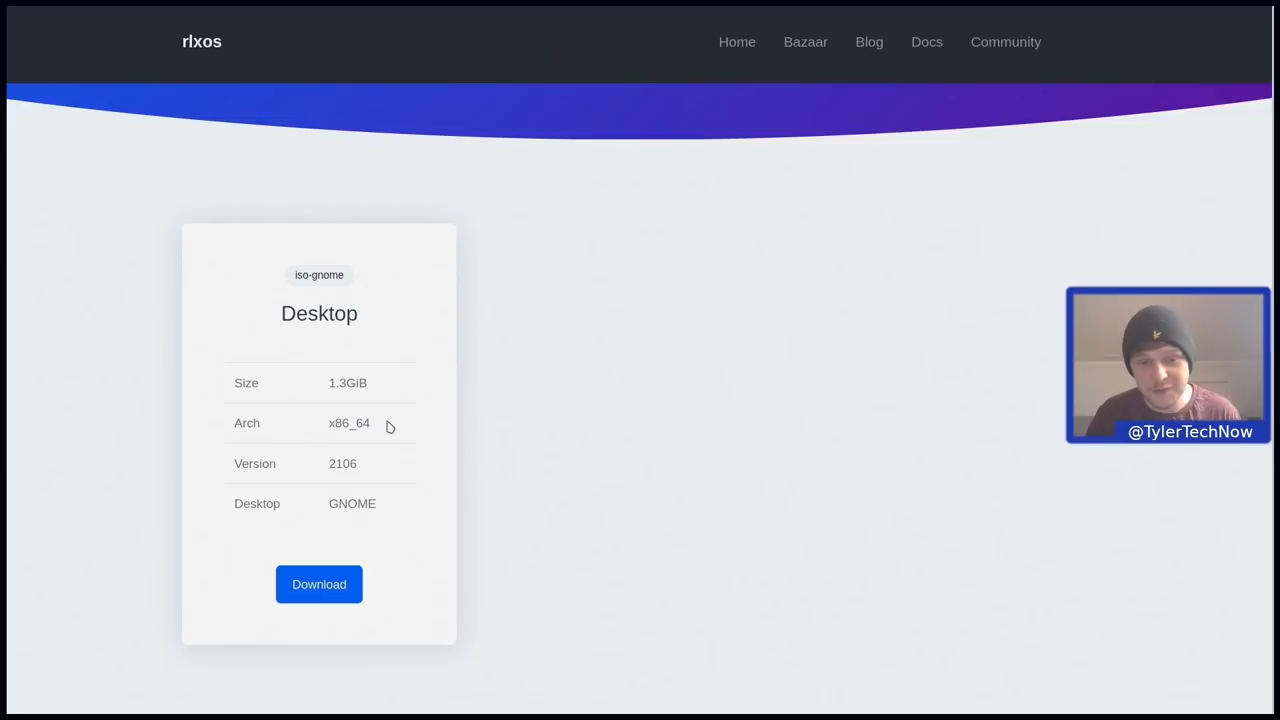 rlxos
Home Bazaar Blog Docs Community
iso-gnome
Desktop
Size 1.3GiB
Arch x86_64
Version 2106
Desktop GNOME
Download
@TylerTechNow